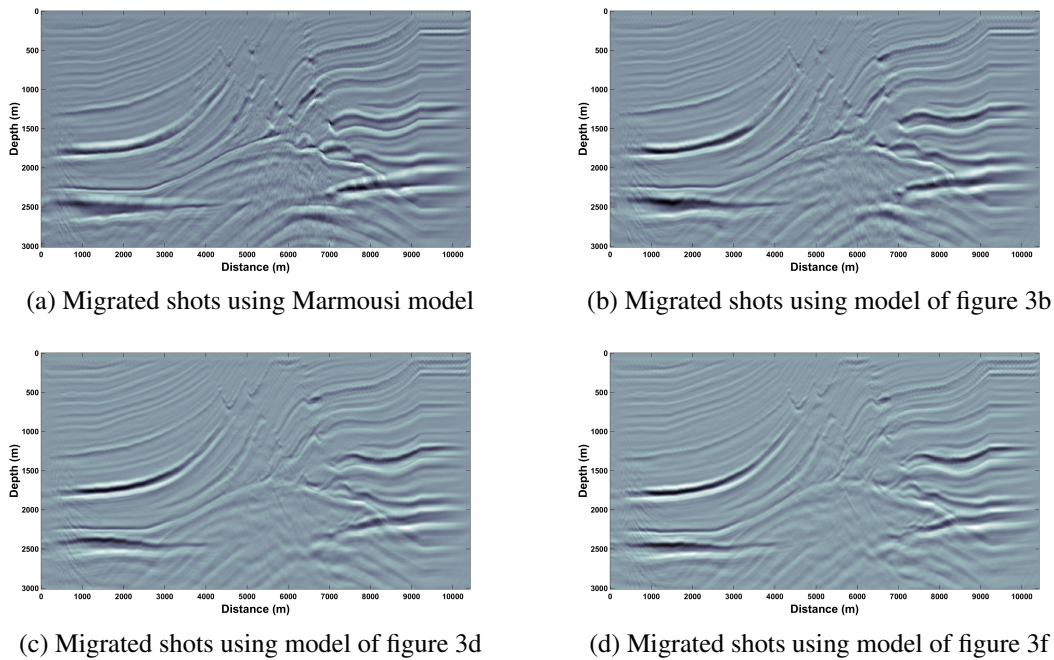 0
500
1000
1500
2000
2500
3000
Depth (m)
0 1000 2000 3000 4000 5000 6000 7000 8000 9000 10000
Distance (m)
(a) Migrated shots using Marmousi model
0
500
1000
1500
2000
2500
3000
Depth (m)
0 1000 2000 3000 4000 5000 6000 7000 8000 9000 10000
Distance (m)
(b) Migrated shots using model of figure 3b
0
500
1000
1500
2000
2500
3000
Depth (m)
0 1000 2000 3000 4000 5000 6000 7000 8000 9000 10000
Distance (m)
(c) Migrated shots using model of figure 3d
0
500
1000
1500
2000
2500
3000
Depth (m)
0 1000 2000 3000 4000 5000 6000 7000 8000 9000 10000
Distance (m)
(d) Migrated shots using model of figure 3f